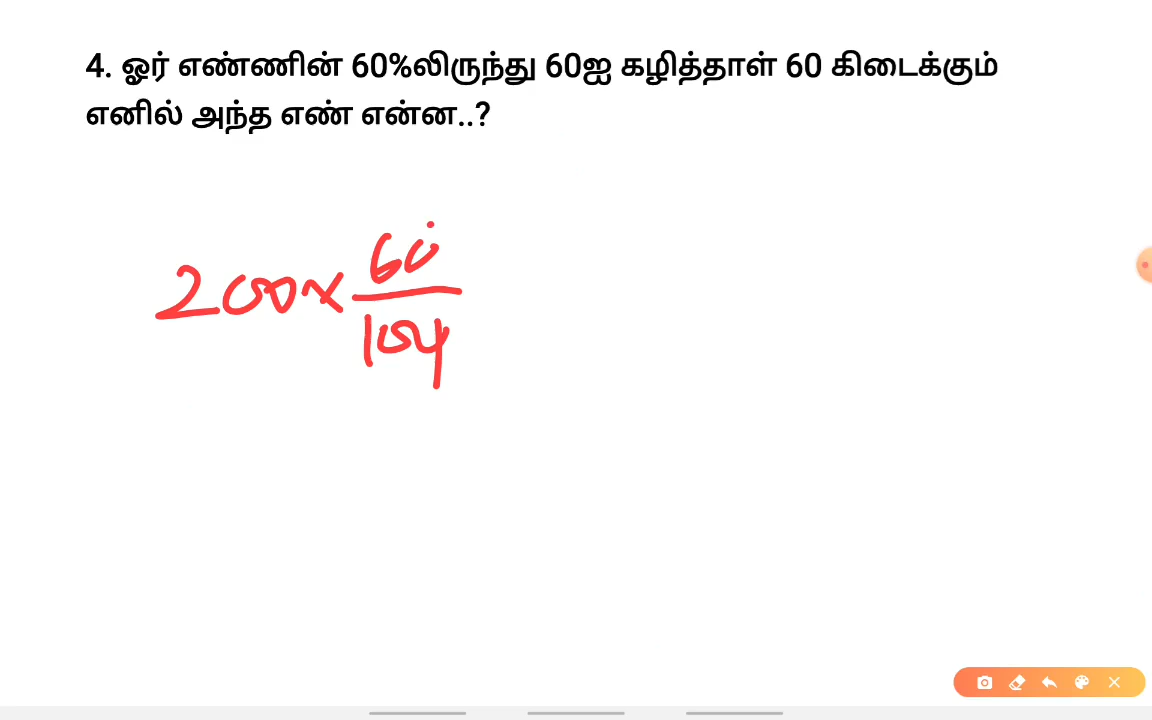 4. ஓர் எண்ணின் 60%லிருந்து 60ஐ கழித்தால் 60 கிடைக்கும்
எனில் அந்த எண் என்ன..?
200 × 60
100